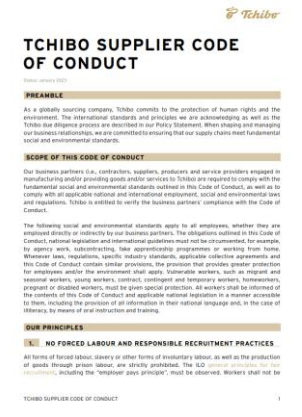 Tchibo
TCHIBO SUPPLIER CODE
OF CONDUCT
Status: January 2023
PREAMBLE
As a globally sourcing company, Tchibo commits to the protection of human rights and the
environment. The international standards and principles we are acknowledging as well as the
Tchibo due diligence process are described in our Policy Statement. When shaping and managing
our business relationships, we are committed to ensuring that our supply chains meet fundamental
social and environmental standards.
SCOPE OF THIS CODE OF CONDUCT
Our business partners (i.e., contractors, suppliers, producers and service providers engaged in
manufacturing and/or providing goods and/or services to Tchibo) are required to comply with the
fundamental social and environmental standards outlined in this Code of Conduct, as well as to
comply with all applicable national and international employment, social and environmental laws
and regulations. Tchibo is entitled to verify the business partners' compliance with the Code of
Conduct.
The following social and environmental standards apply to all employees, whether they are
employed directly or indirectly by our business partners. The obligations outlined in this Code of
Conduct, national legislation and international guidelines must not be circumvented, for example,
by agency work, subcontracting, fake apprenticeship programmes or working from home.
Whenever laws, regulations, specific industry standards, applicable collective agreements and
this Code of Conduct contain similar provisions, the provision that provides greater protection
for employees and/or the environment shall apply. Vulnerable workers, such as migrant and
seasonal workers, young workers, contract, contingent and temporary workers, homeworkers,
pregnant or disabled workers, must be given special protection. All workers shall be informed of
the contents of this Code of Conduct and applicable national legislation in a manner accessible
to them, including the provision of all information in their national language and, in the case of
illiteracy, by means of oral instruction and training.
OUR PRINCIPLES
1. NO FORCED LABOUR AND RESPONSIBLE RECRUITMENT PRACTICES
All forms of forced labour, slavery or other forms of involuntary labour, as well as the production
of goods through prison labour, are strictly prohibited. The ILO general principles for fair
recruitment, including the "employer pays principle", must be observed. Workers shall not be
TCHIBO SUPPLIER CODE OF CONDUCT 1